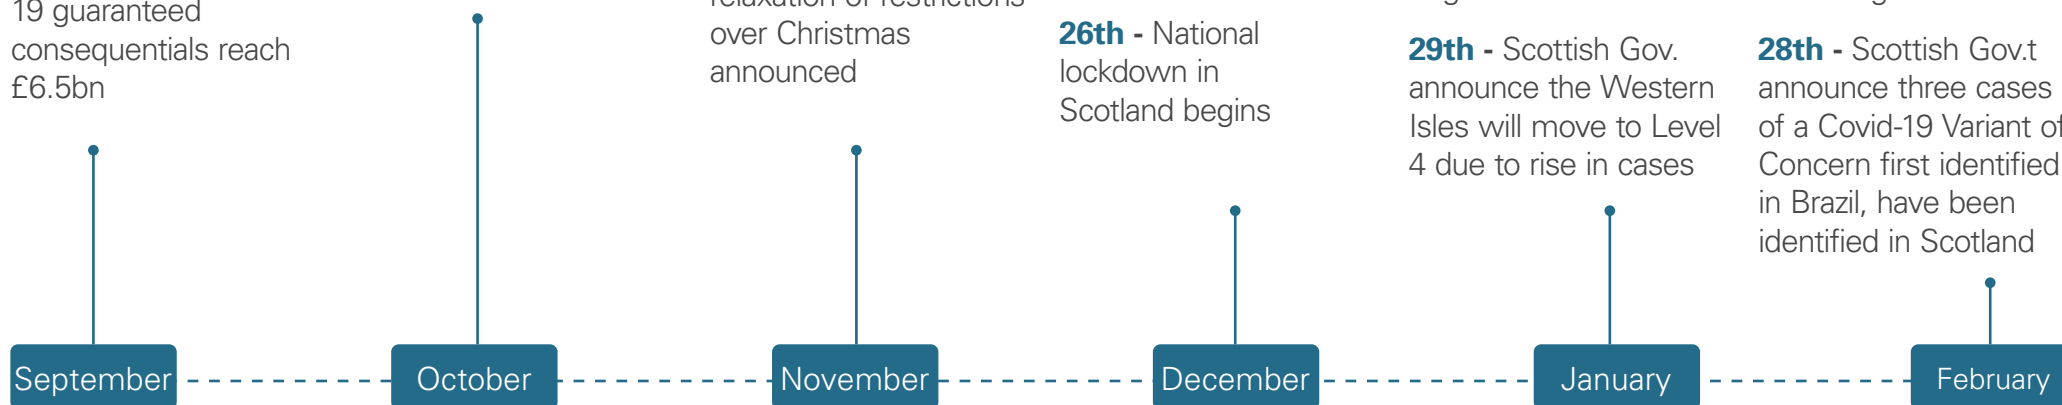 19 guaranteed
consequentials reach
£6.5bn
relaxation of restrictions
over Christmas
announced
26th - National
lockdown in
Scotland begins
29th - Scottish Gov.
announce the Western
Isles will move to Level
4 due to rise in cases
28th - Scottish Gov.t
announce three cases
of a Covid-19 Variant of
Concern first identified
in Brazil, have been
identified in Scotland
September
October
November
December
January
February